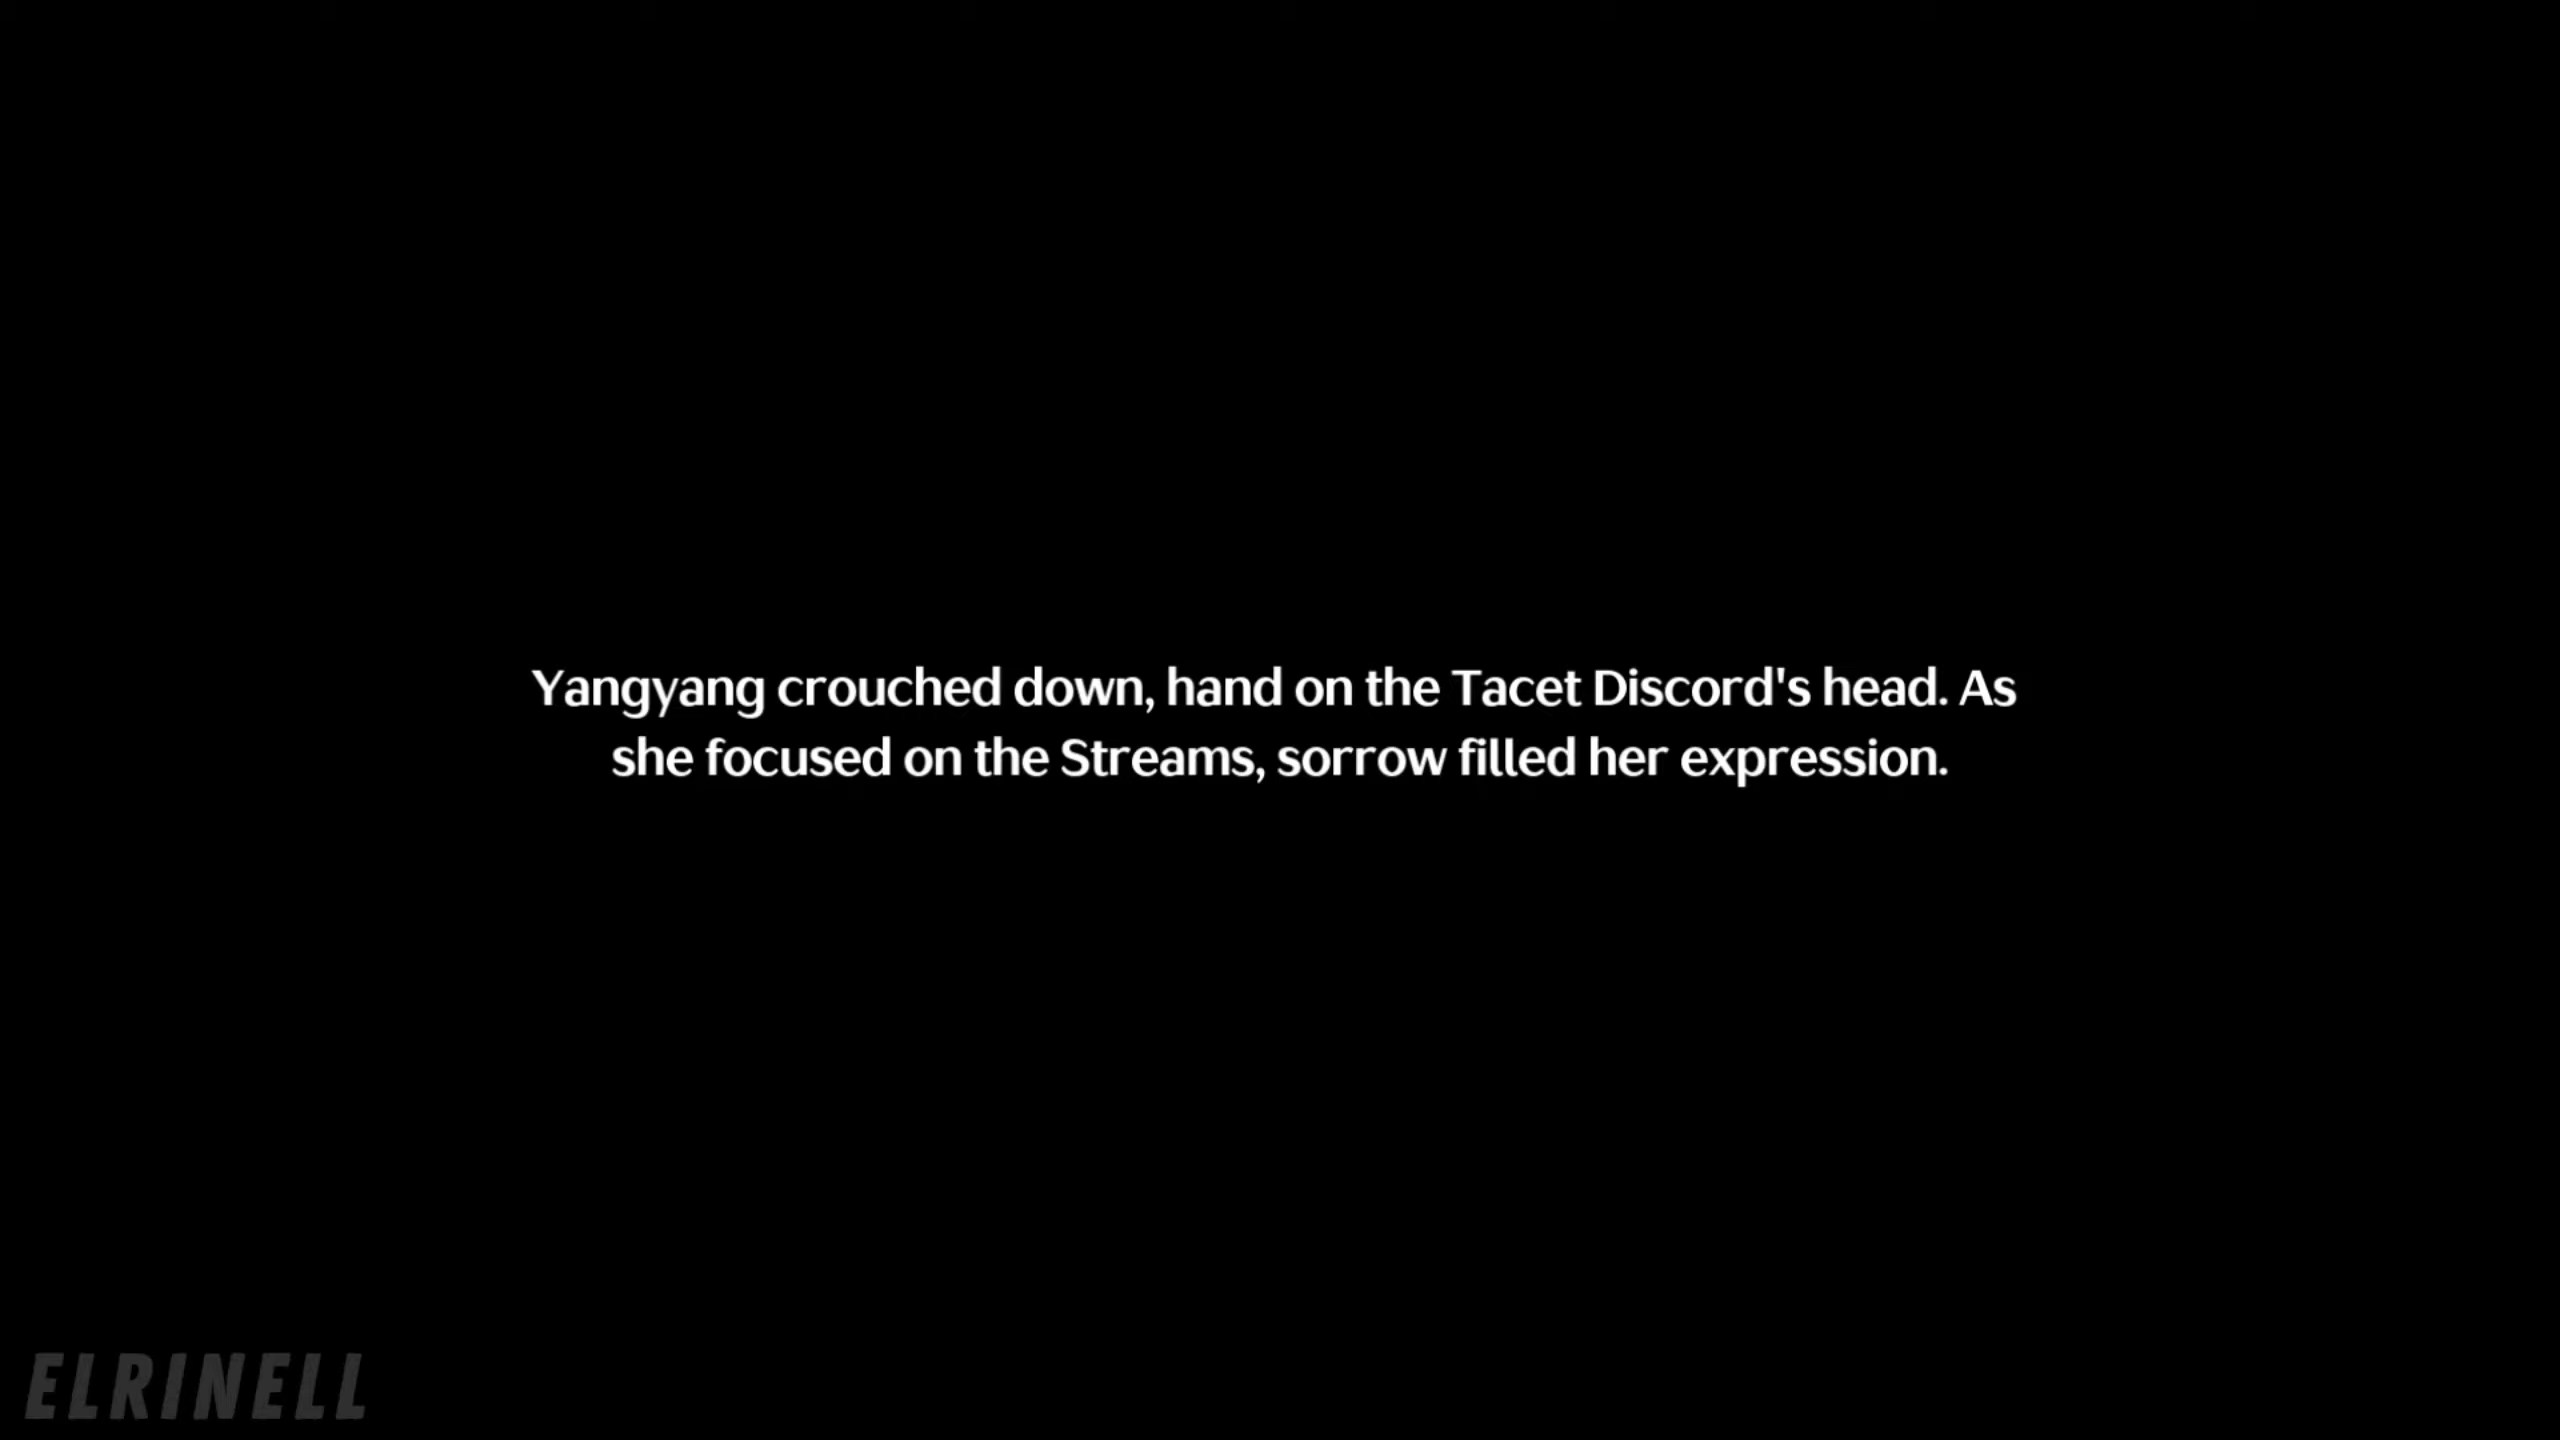 Yangyang crouched down, hand on the Tacet Discord's head. As
she focused on the Streams, sorrow filled her expression.
ELRINELL